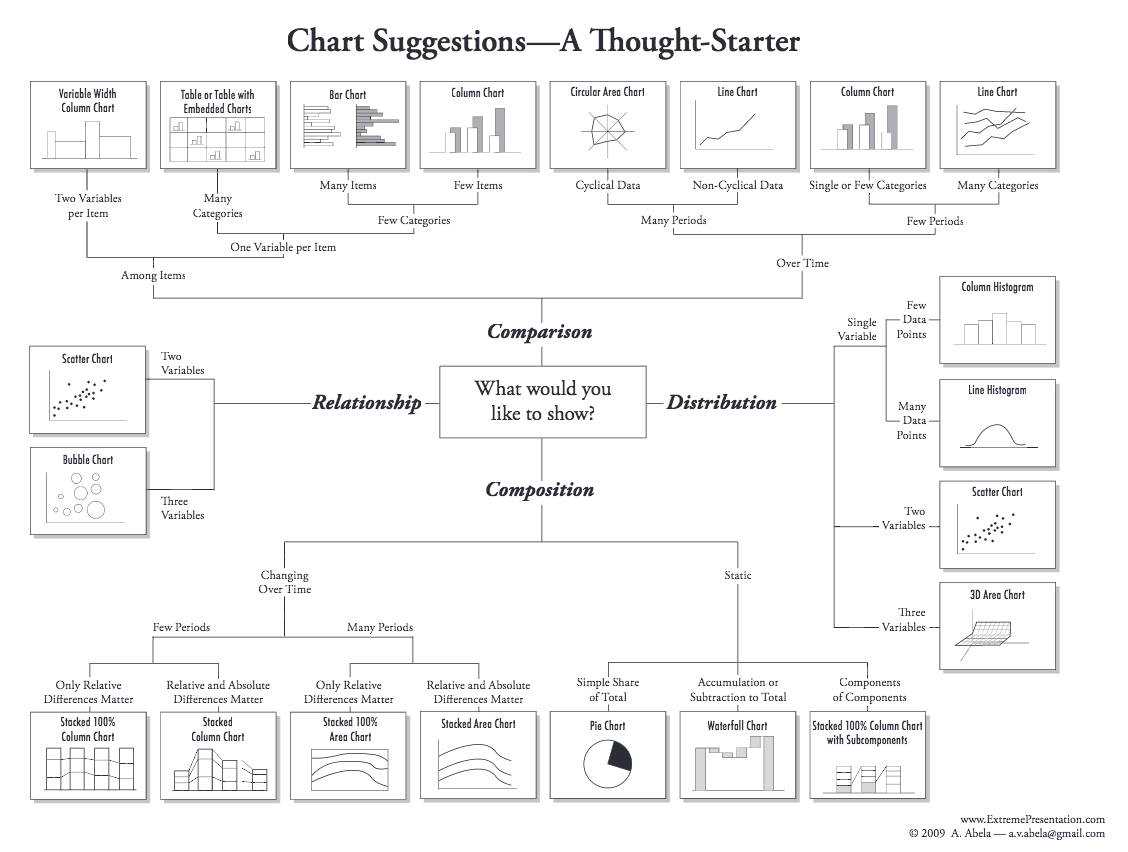 Chart Suggestions—A Thought-Starter
Variable Width
Column Chart
Table or Table with
Embedded Charts
Bar Chart
Column Chart
Circular Area Chart
Line Chart
Column Chart
Line Chart
Two Variables
per Item
Many
Categories
Many Items
Few Items
Cyclical Data
Non-Cyclical Data
Single or Few Categories
Many Categories
Few Categories
Many Periods
Few Periods
One Variable per Item
Among Items
Over Time
Comparison
What would you
like to show?
Relationship
Two
Variables
Scatter Chart
Three
Variables
Bubble Chart
Distribution
Single
Variable
Few
Data
Points
Column Histogram
Many
Data
Points
Line Histogram
Two
Variables
Scatter Chart
Three
Variables
3D Area Chart
Composition
Changing
Over Time
Static
Few Periods
Many Periods
Only Relative
Differences Matter
Relative and Absolute
Differences Matter
Only Relative
Differences Matter
Relative and Absolute
Differences Matter
Simple Share
of Total
Accumulation or
Subtraction to Total
Components
of Components
Stacked 100%
Column Chart
Stacked
Column Chart
Stacked 100%
Area Chart
Stacked Area Chart
Pie Chart
Waterfall Chart
Stacked 100% Column Chart
with Subcomponents
www.ExtremePresentation.com
© 2009 A. Abela — a.v.abela@gmail.com